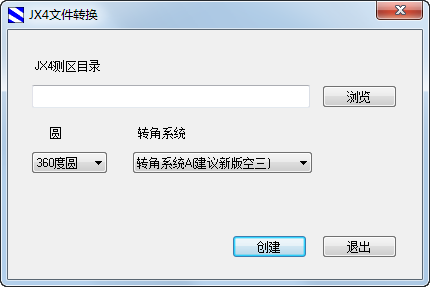 JX4文件转换
JX4测区目录
浏览
圆
转角系统
360度圆
转角系统A(建议新版空三)
创建
退出